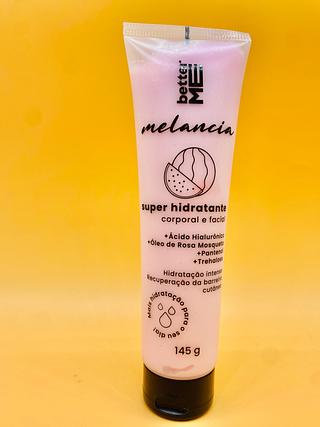 better
ME
melancia
super hidratante
corporal e facial
+Ácido Hialurônico
+Óleo de Rosa Mosqueta
+Pantenol
+Trehalose
Hidratação intensa
Recuperação da barreira
cutânea
Mais hidratação para o seu dia!
145 g